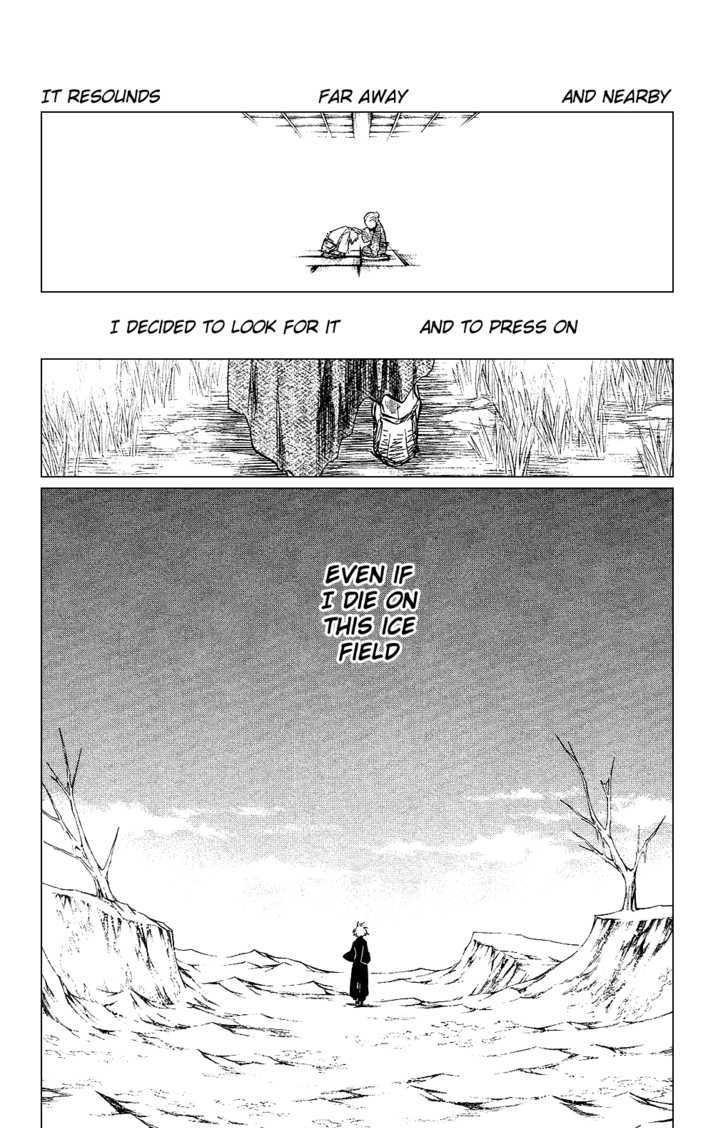 IT RESOUNDS FAR AWAY AND NEARBY
I DECIDED TO LOOK FOR IT AND TO PRESS ON
EVEN IF
I DIE ON
THIS ICE
FIELD